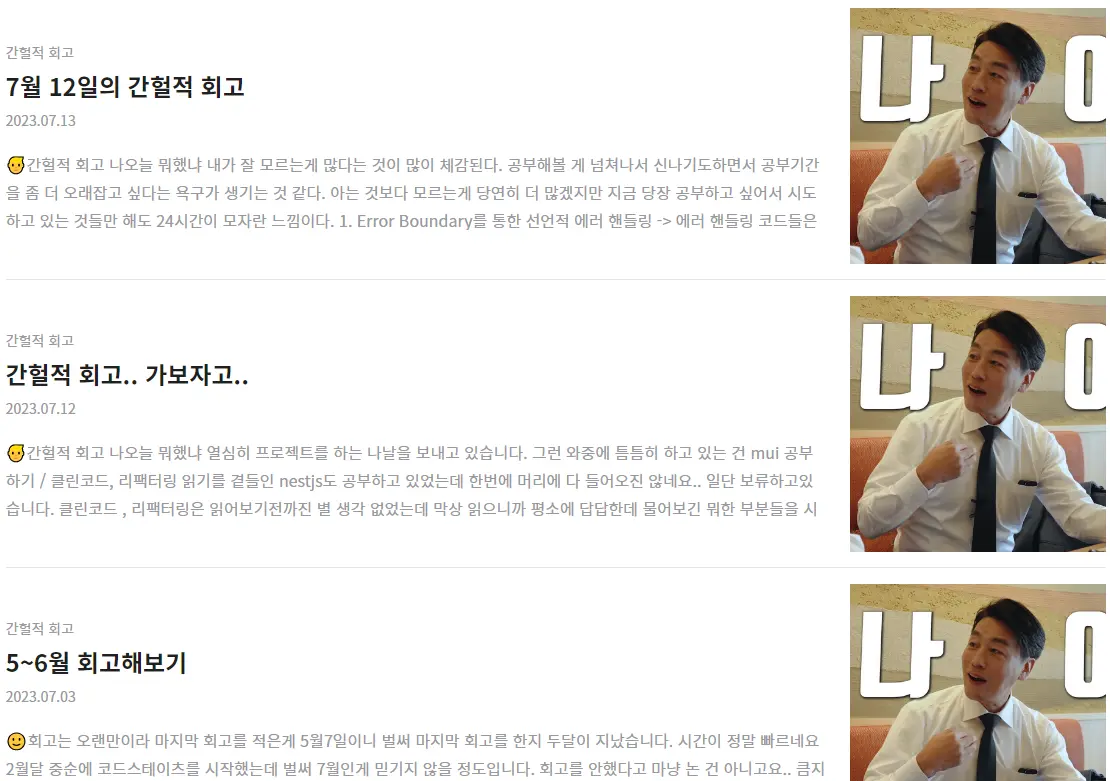 간헐적 회고
7월 12일의 간헐적 회고
2023.07.13
간헐적 회고 나오늘 뭐했냐 내가 잘 모르는게 많다는 것이 많이 체감된다. 공부해볼 게 넘쳐나서 신나기도하면서 공부기간
을 좀 더 오래잡고 싶다는 욕구가 생기는 것 같다. 아는 것보다 모르는게 당연히 더 많겠지만 지금 당장 공부하고 싶어서 시도
하고 있는 것들만 해도 24시간이 모자란 느낌이다. 1. Error Boundary를 통한 선언적 에러 핸들링 -> 에러 핸들링 코드들은
나
간헐적 회고
간헐적 회고.. 가보자고..
2023.07.12
간헐적 회고 나오늘 뭐했냐 열심히 프로젝트를 하는 나날을 보내고 있습니다. 그런 와중에 틈틈히 하고 있는 건 mui 공부
하기 / 클린코드, 리팩터링 읽기를 곁들인 nestjs도 공부하고 있었는데 한번에 머리에 다 들어오진 않네요.. 일단 보류하고있
습니다. 클린코드 , 리팩터링은 읽어보기전까진 별 생각 없었는데 막상 읽으니까 평소에 답답한데 물어보긴 뭐한 부분들을 시
나
간헐적 회고
5~6월 회고해보기
2023.07.03
회고는 오랜만이라 마지막 회고를 적은게 5월7일이니 벌써 마지막 회고를 한지 두달이 지났습니다. 시간이 정말 빠르네요
2월달 중순에 코드스테이츠를 시작했는데 벌써 7월인게 믿기지 않을 정도입니다. 회고를 안했다고 마냥 논 건 아니고요.. 큼지
나